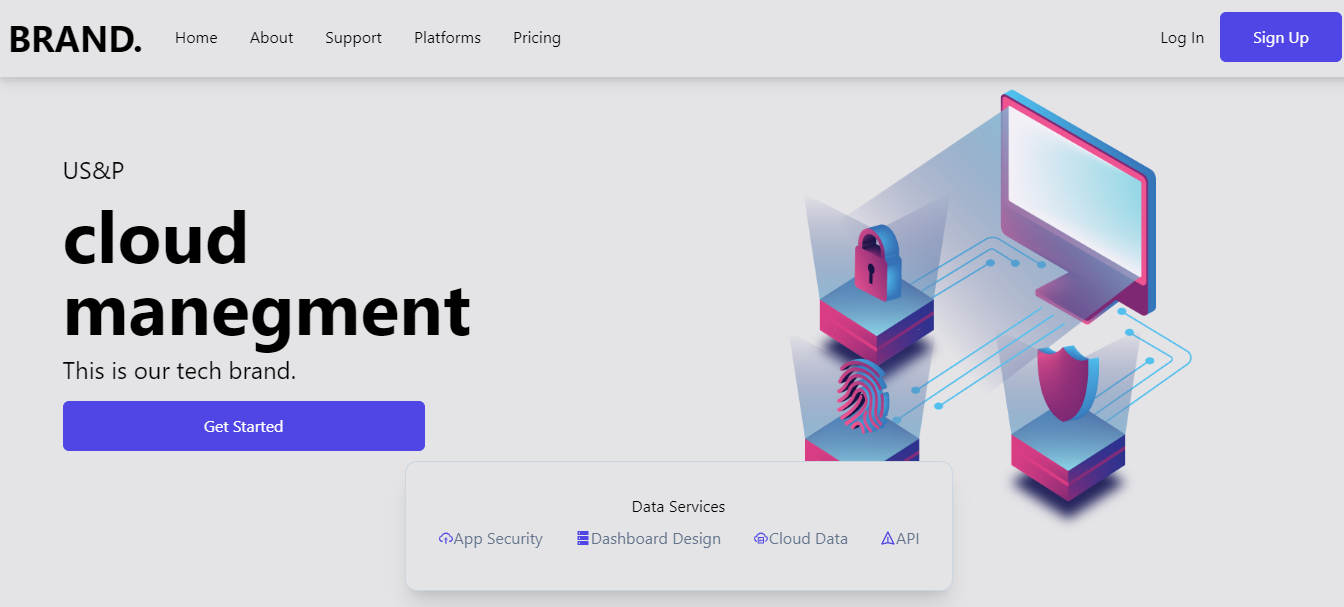 BRAND. Home About Support Platforms Pricing Log In Sign Up
US&P
cloud
manegment
This is our tech brand.
Get Started
Data Services
App Security Dashboard Design Cloud Data API